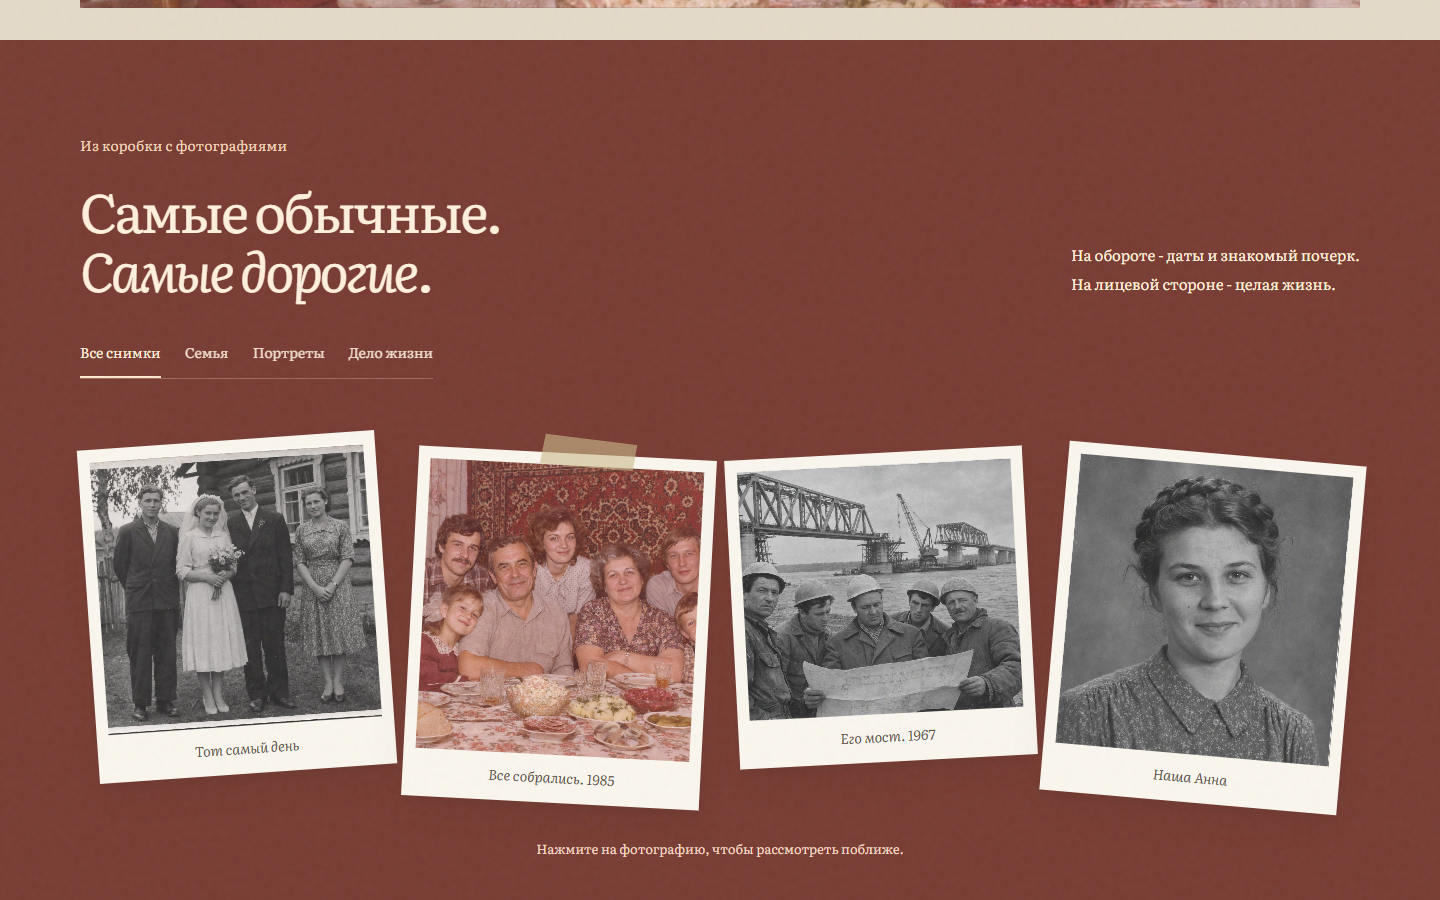 Из коробки с фотографиями
Самые обычные.
Самые дорогие.
На обороте - даты и знакомый почерк.
На лицевой стороне - целая жизнь.
Все снимки Семья Портреты Дело жизни
Тот самый день
Все собрались. 1985
Его мост. 1967
Наша Анна
Нажмите на фотографию, чтобы рассмотреть поближе.